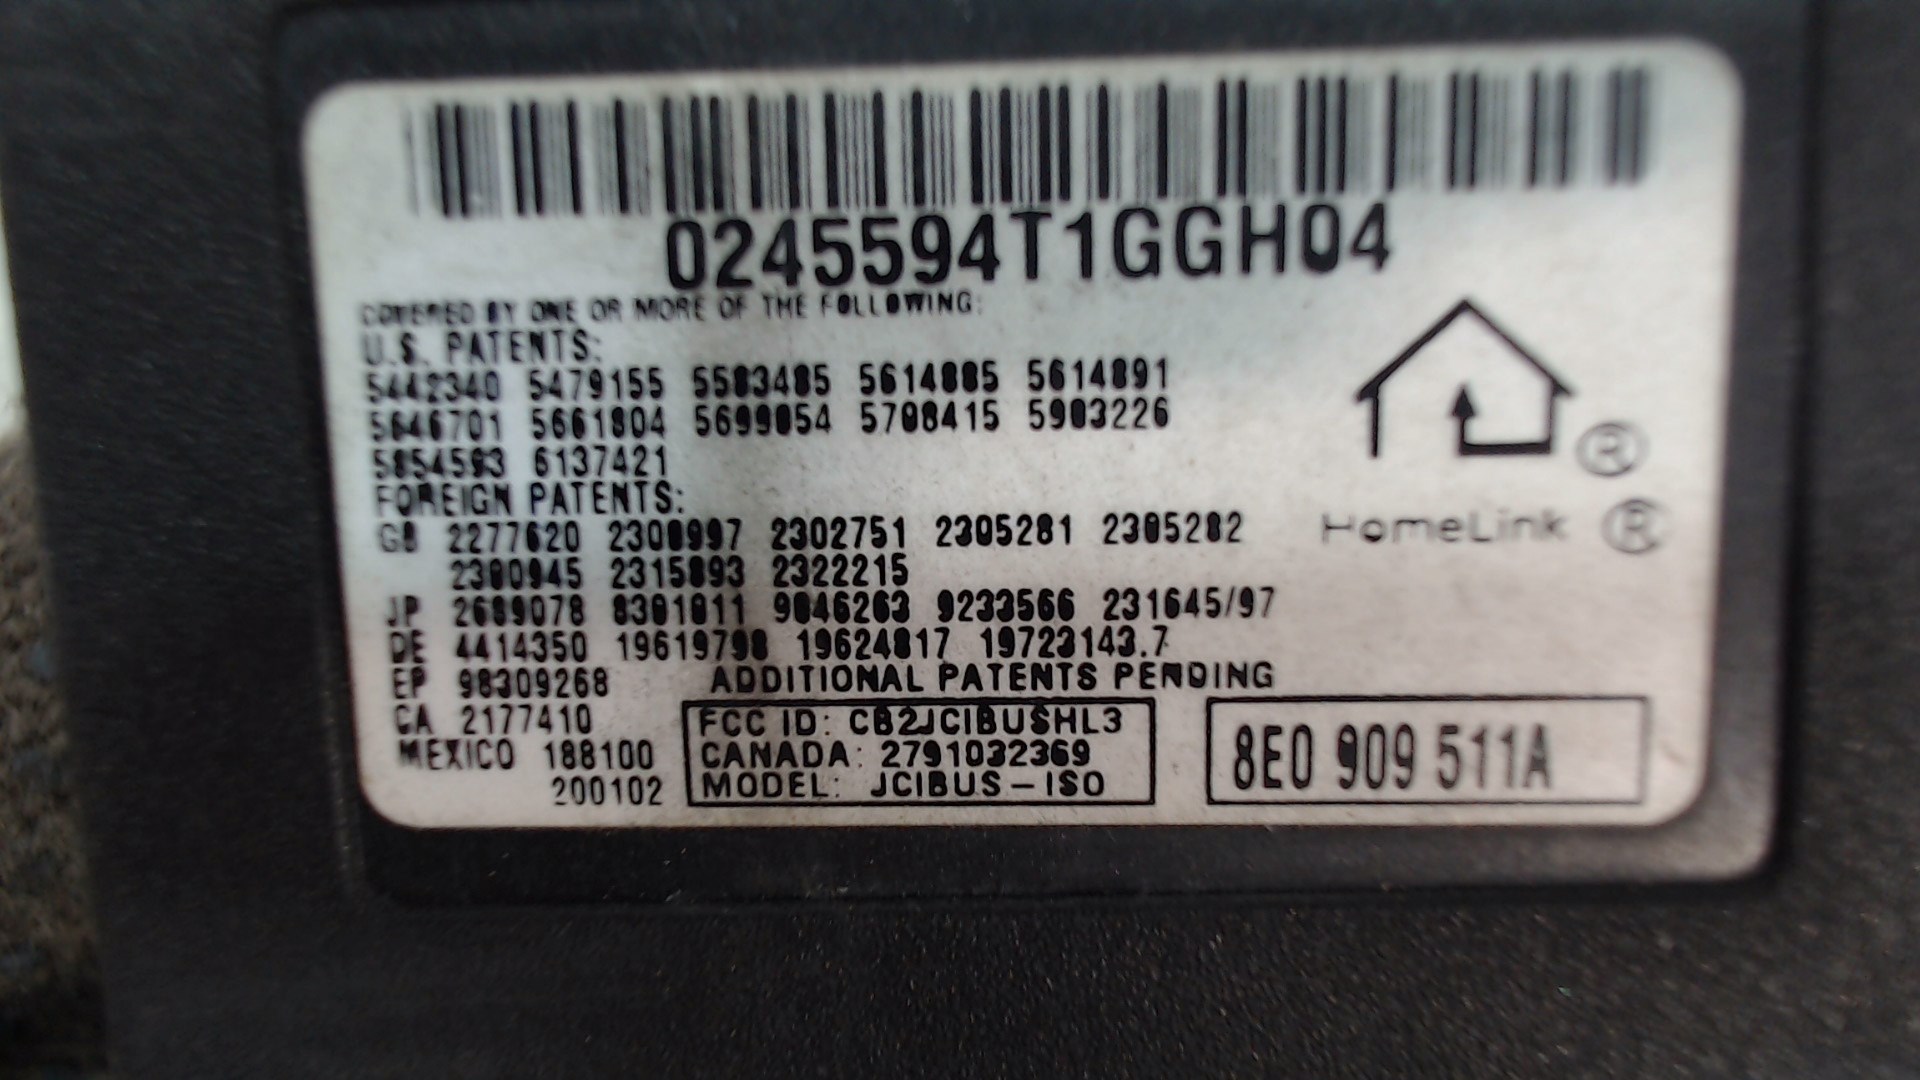 0245594T1GGH04
COVERED BY ONE OR MORE OF THE FOLLOWING:
U.S. PATENTS:
5442340 5479155 5583485 5614885 5614891
5646701 5661804 5699054 5708415 5903226
5854593 6137421
FOREIGN PATENTS:
GB 2277620 2300997 2302751 2305281 2305282
2300945 2315893 2322215
JP 2689078 8301011 9046263 9233566 231645/97
DE 4414350 19619798 19624817 19723143.7
EP 98309268 ADDITIONAL PATENTS PENDING
CA 2177410
MEXICO 188100
200102
FCC ID: CB2JCIBUSHL3
CANADA: 2791032369
MODEL: JCIBUS-ISO
8E0 909 511A
® 
HomeLink ®